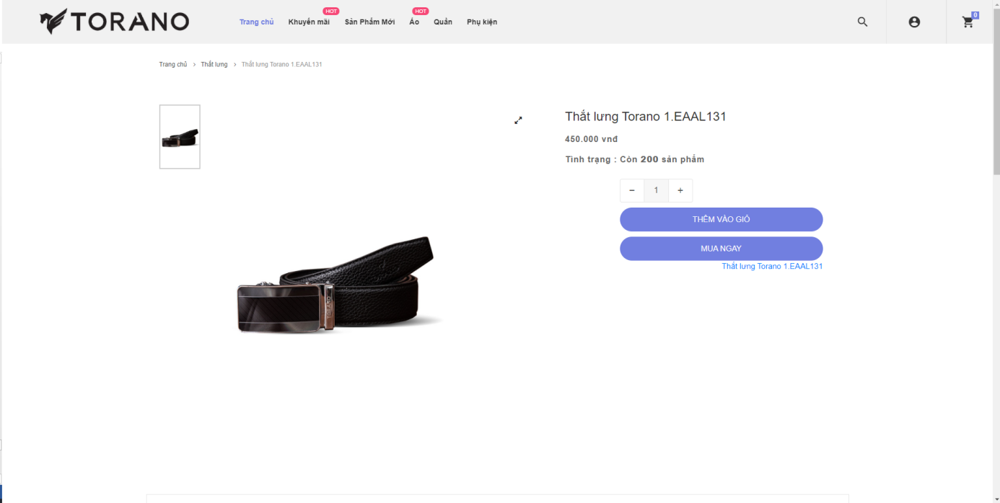 TORANO
Trang chủ
Khuyến mãi
HOT
Sản Phẩm Mới
Áo
HOT
Quần
Phụ kiện
0
Trang chủ > Thắt lưng > Thắt lưng Torano 1.EAAL131
Thắt lưng Torano 1.EAAL131
450.000 vnđ
Tình trạng : Còn 200 sản phẩm
− 1 +
THÊM VÀO GIỎ
MUA NGAY
Thắt lưng Torano 1.EAAL131
TORANO